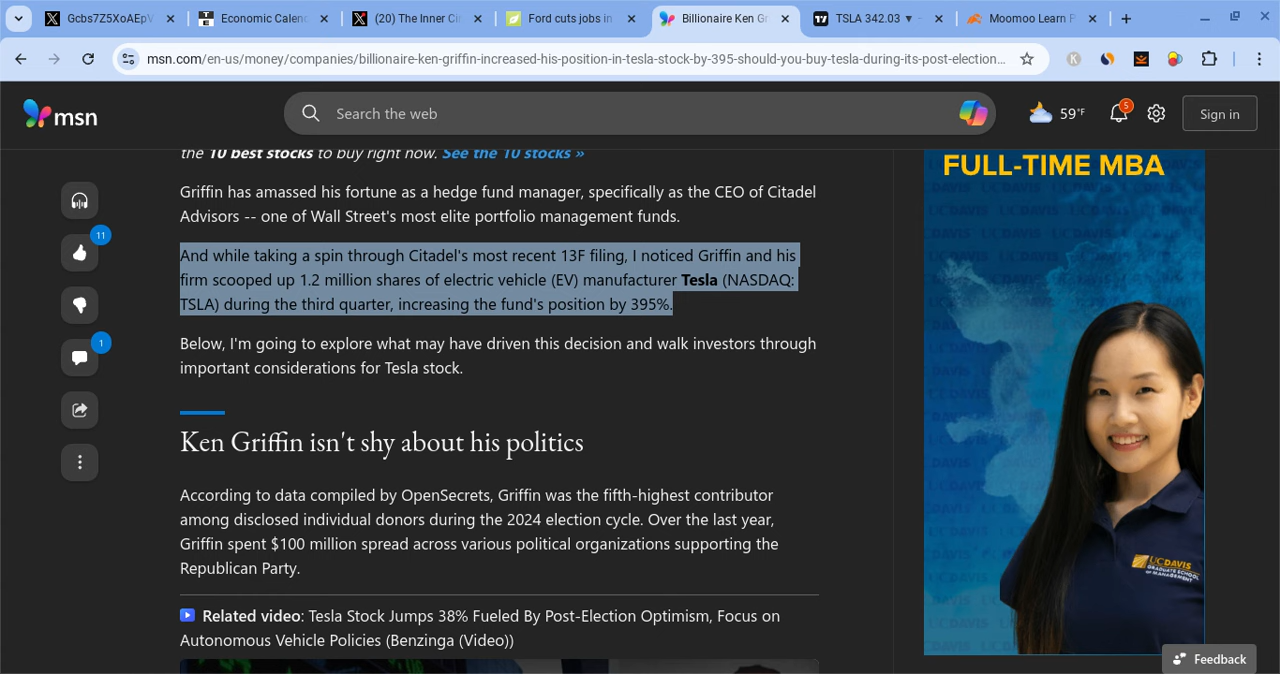 Gcbs7Z5XoAEpV
Economic Calen
(20) The Inner Ci
Ford cuts jobs in
Billionaire Ken Gr
TSLA 342.03 ▼
Moomoo Learn F
msn.com/en-us/money/companies/billionaire-ken-griffin-increased-his-position-in-tesla-stock-by-395-should-you-buy-tesla-during-its-post-election...
K
msn
Search the web
59°F
5
Sign in
the 10 best stocks to buy right now. See the 10 stocks »
Griffin has amassed his fortune as a hedge fund manager, specifically as the CEO of Citadel
Advisors -- one of Wall Street's most elite portfolio management funds.
11
And while taking a spin through Citadel's most recent 13F filing, I noticed Griffin and his
firm scooped up 1.2 million shares of electric vehicle (EV) manufacturer Tesla (NASDAQ:
TSLA) during the third quarter, increasing the fund's position by 395%.
1
Below, I'm going to explore what may have driven this decision and walk investors through
important considerations for Tesla stock.
Ken Griffin isn't shy about his politics
According to data compiled by OpenSecrets, Griffin was the fifth-highest contributor
among disclosed individual donors during the 2024 election cycle. Over the last year,
Griffin spent $100 million spread across various political organizations supporting the
Republican Party.
Related video: Tesla Stock Jumps 38% Fueled By Post-Election Optimism, Focus on
Autonomous Vehicle Policies (Benzinga (Video))
FULL-TIME MBA
UC DAVIS
GRADUATE SCHOOL
OF MANAGEMENT
Feedback